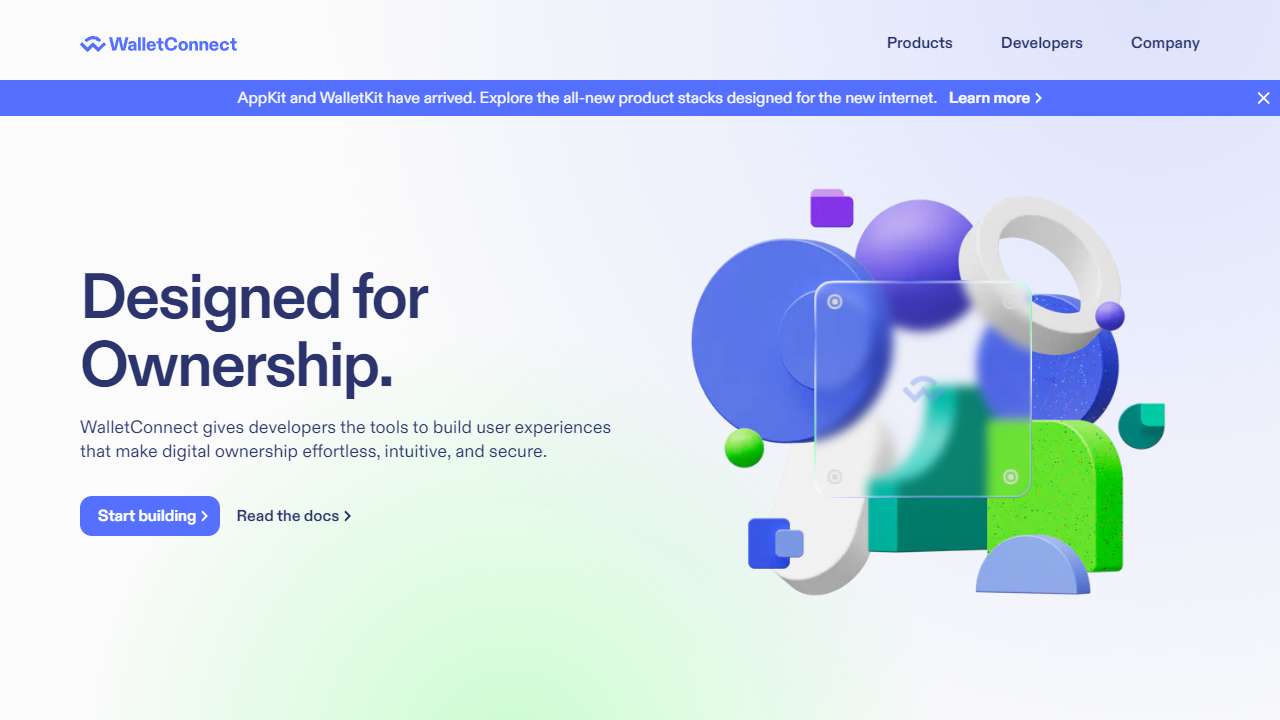 WalletConnect
Products
Developers
Company
AppKit and WalletKit have arrived. Explore the all-new product stacks designed for the new internet. Learn more
Designed for
Ownership.
WalletConnect gives developers the tools to build user experiences
that make digital ownership effortless, intuitive, and secure.
Start building
Read the docs